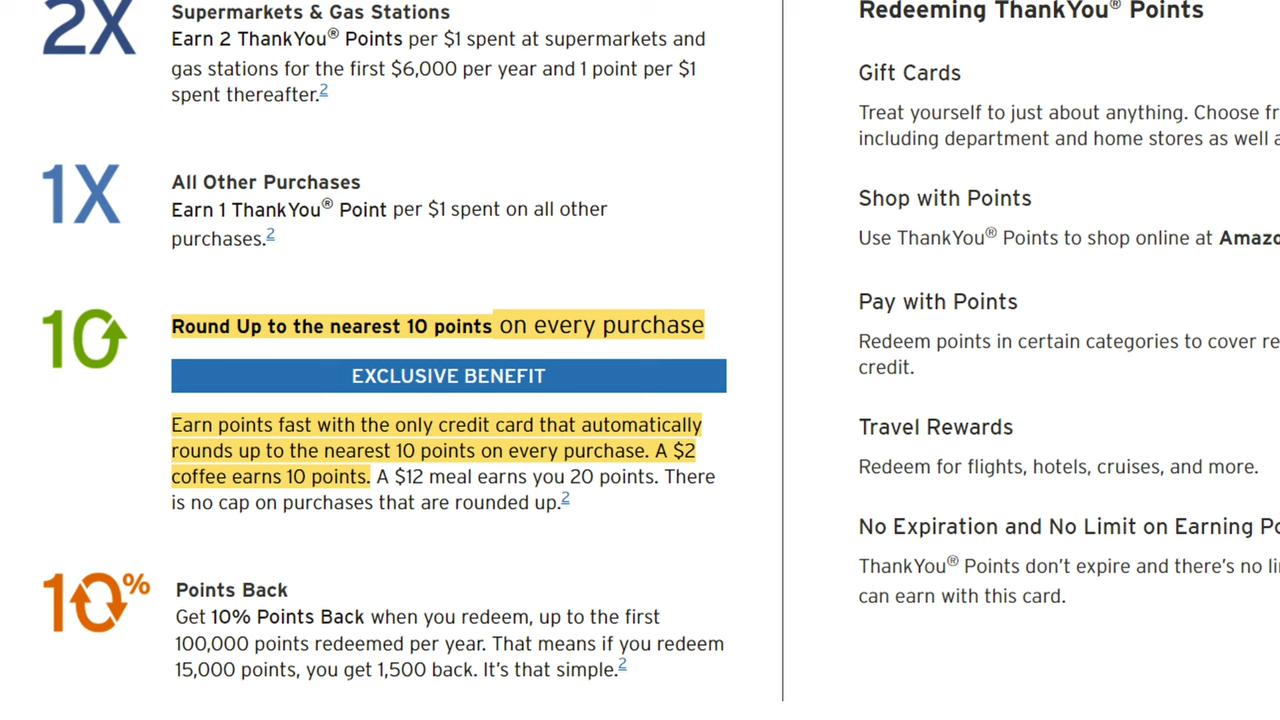 2X
Supermarkets & Gas Stations
Earn 2 ThankYou® Points per $1 spent at supermarkets and
gas stations for the first $6,000 per year and 1 point per $1
spent thereafter.2
1X
All Other Purchases
Earn 1 ThankYou® Point per $1 spent on all other
purchases.2
10
Round Up to the nearest 10 points on every purchase
EXCLUSIVE BENEFIT
Earn points fast with the only credit card that automatically
rounds up to the nearest 10 points on every purchase. A $2
coffee earns 10 points. A $12 meal earns you 20 points. There
is no cap on purchases that are rounded up.2
10%
Points Back
Get 10% Points Back when you redeem, up to the first
100,000 points redeemed per year. That means if you redeem
15,000 points, you get 1,500 back. It's that simple.2
Redeeming ThankYou® Points
Gift Cards
Treat yourself to just about anything. Choose
including department and home stores as well
Shop with Points
Use ThankYou® Points to shop online at
Pay with Points
Redeem points in certain categories to cover
credit.
Travel Rewards
Redeem for flights, hotels, cruises, and more.
No Expiration and No Limit on Earning
ThankYou® Points don't expire and there's no
can earn with this card.